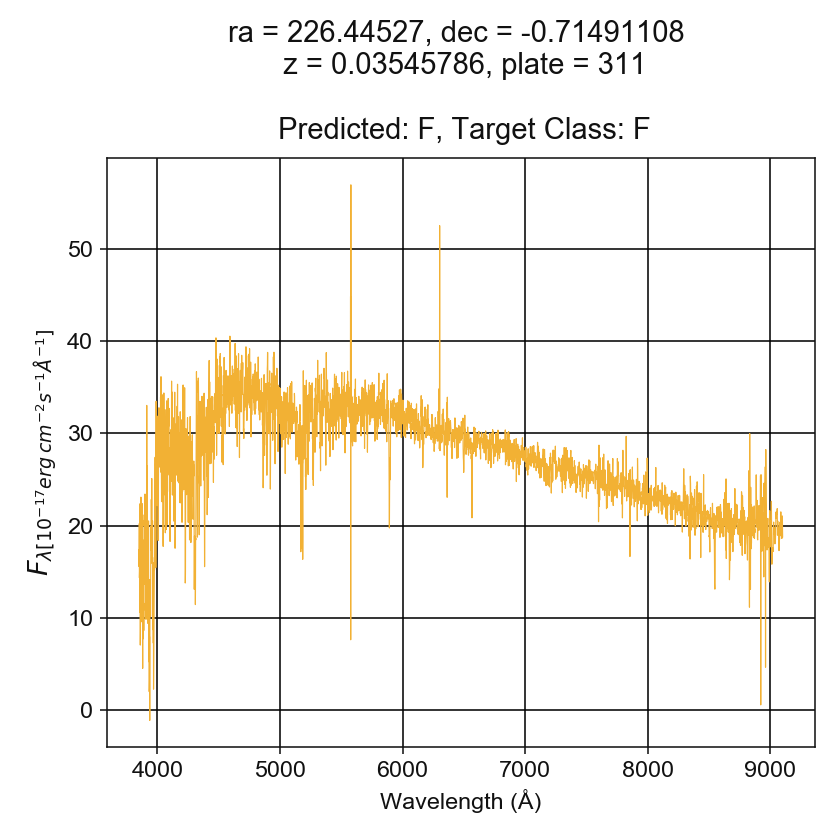 ra = 226.44527, dec = -0.71491108
z = 0.03545786, plate = 311
Predicted: F, Target Class: F
50
40
30
20
10
0
F_{λ[10^{−17} erg cm^{−2}s^{−1}Å^{−1}]}
4000 5000 6000 7000 8000 9000
Wavelength (Å)